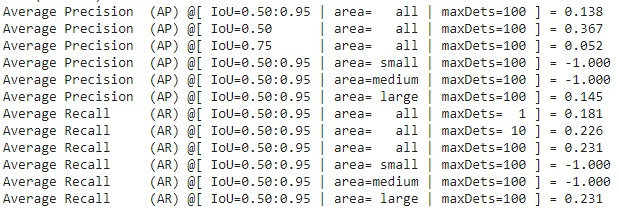 Average Precision  (AP) @[ IoU=0.50:0.95 | area=   all | maxDets=100 ] = 0.138
Average Precision  (AP) @[ IoU=0.50      | area=   all | maxDets=100 ] = 0.367
Average Precision  (AP) @[ IoU=0.75      | area=   all | maxDets=100 ] = 0.052
Average Precision  (AP) @[ IoU=0.50:0.95 | area= small | maxDets=100 ] = -1.000
Average Precision  (AP) @[ IoU=0.50:0.95 | area=medium | maxDets=100 ] = -1.000
Average Precision  (AP) @[ IoU=0.50:0.95 | area= large | maxDets=100 ] = 0.145
Average Recall     (AR) @[ IoU=0.50:0.95 | area=   all | maxDets=  1 ] = 0.181
Average Recall     (AR) @[ IoU=0.50:0.95 | area=   all | maxDets= 10 ] = 0.226
Average Recall     (AR) @[ IoU=0.50:0.95 | area=   all | maxDets=100 ] = 0.231
Average Recall     (AR) @[ IoU=0.50:0.95 | area= small | maxDets=100 ] = -1.000
Average Recall     (AR) @[ IoU=0.50:0.95 | area=medium | maxDets=100 ] = -1.000
Average Recall     (AR) @[ IoU=0.50:0.95 | area= large | maxDets=100 ] = 0.231